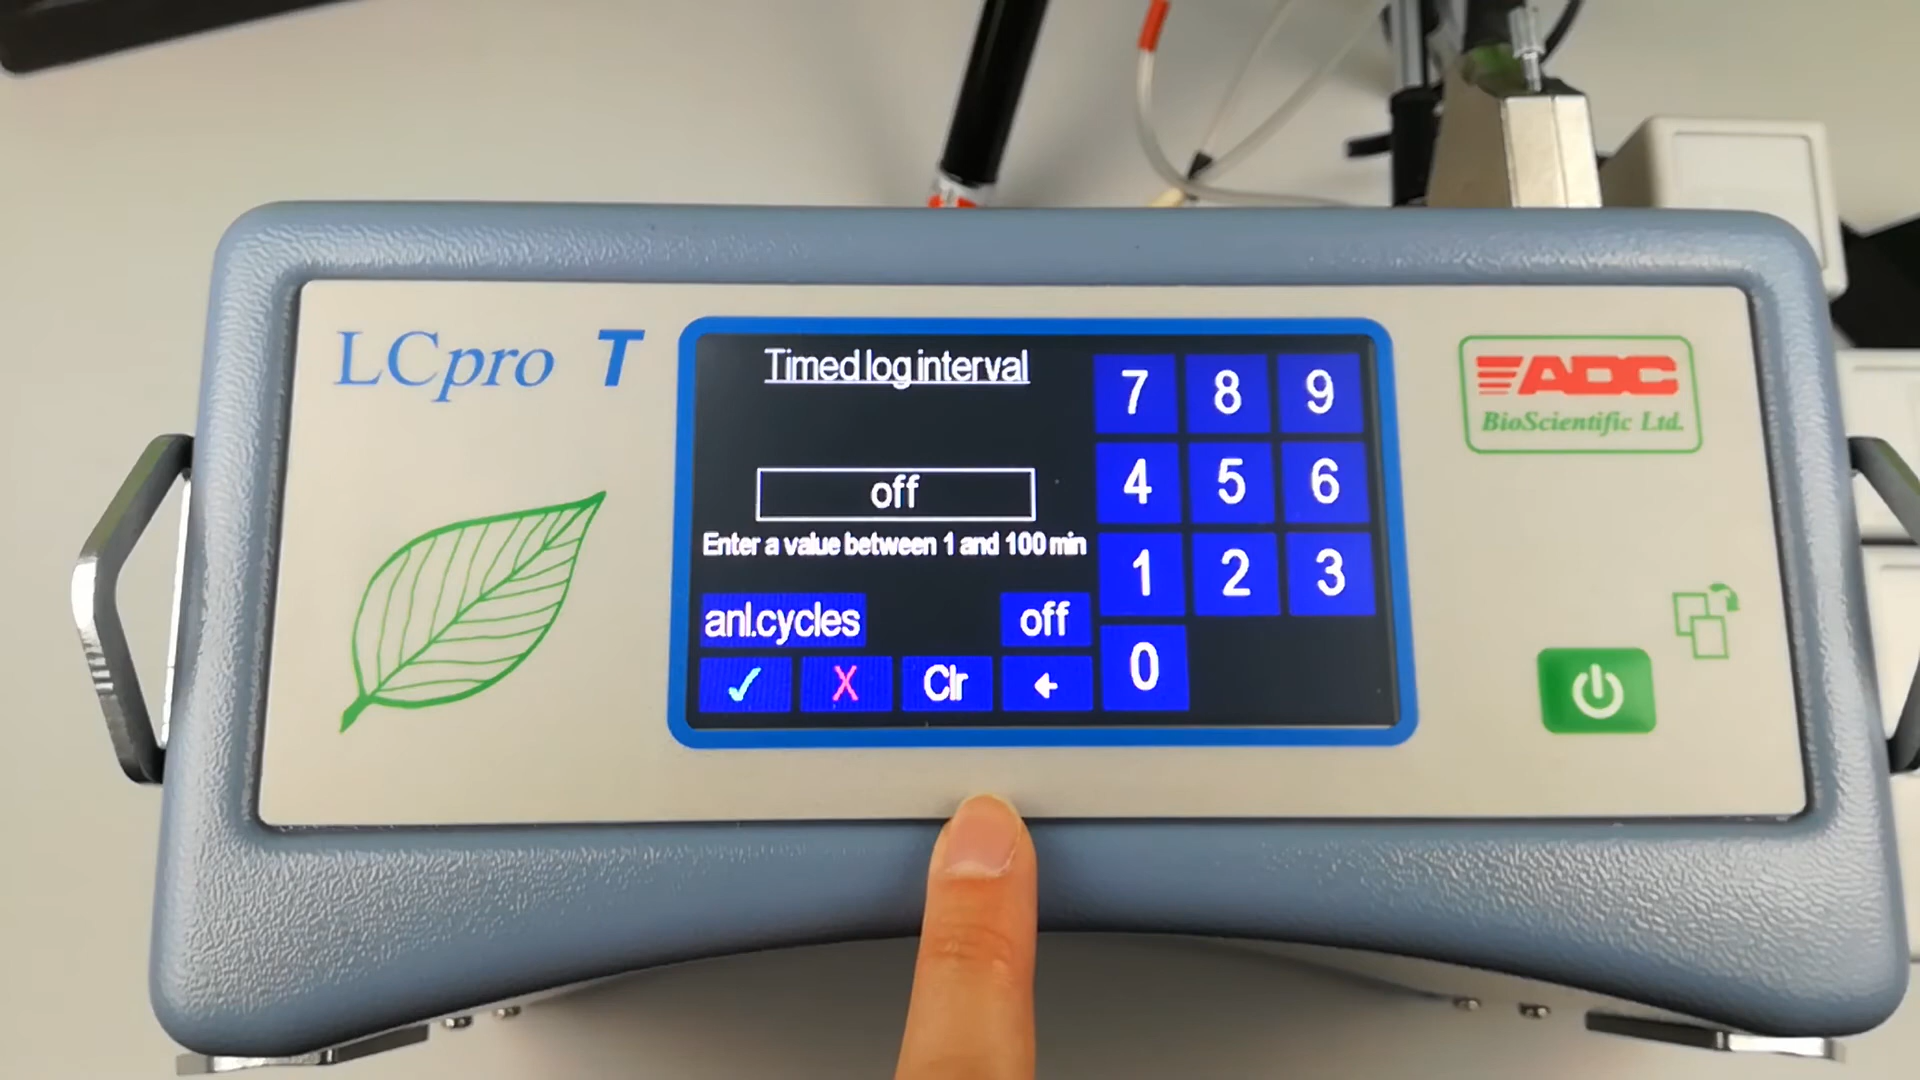 LCpro T
Timed log interval
off
Enter a value between 1 and 100 min
anl.cycles
off
✓ X Clr ←
7 8 9
4 5 6
1 2 3
0
ADC
BioScientific Ltd.